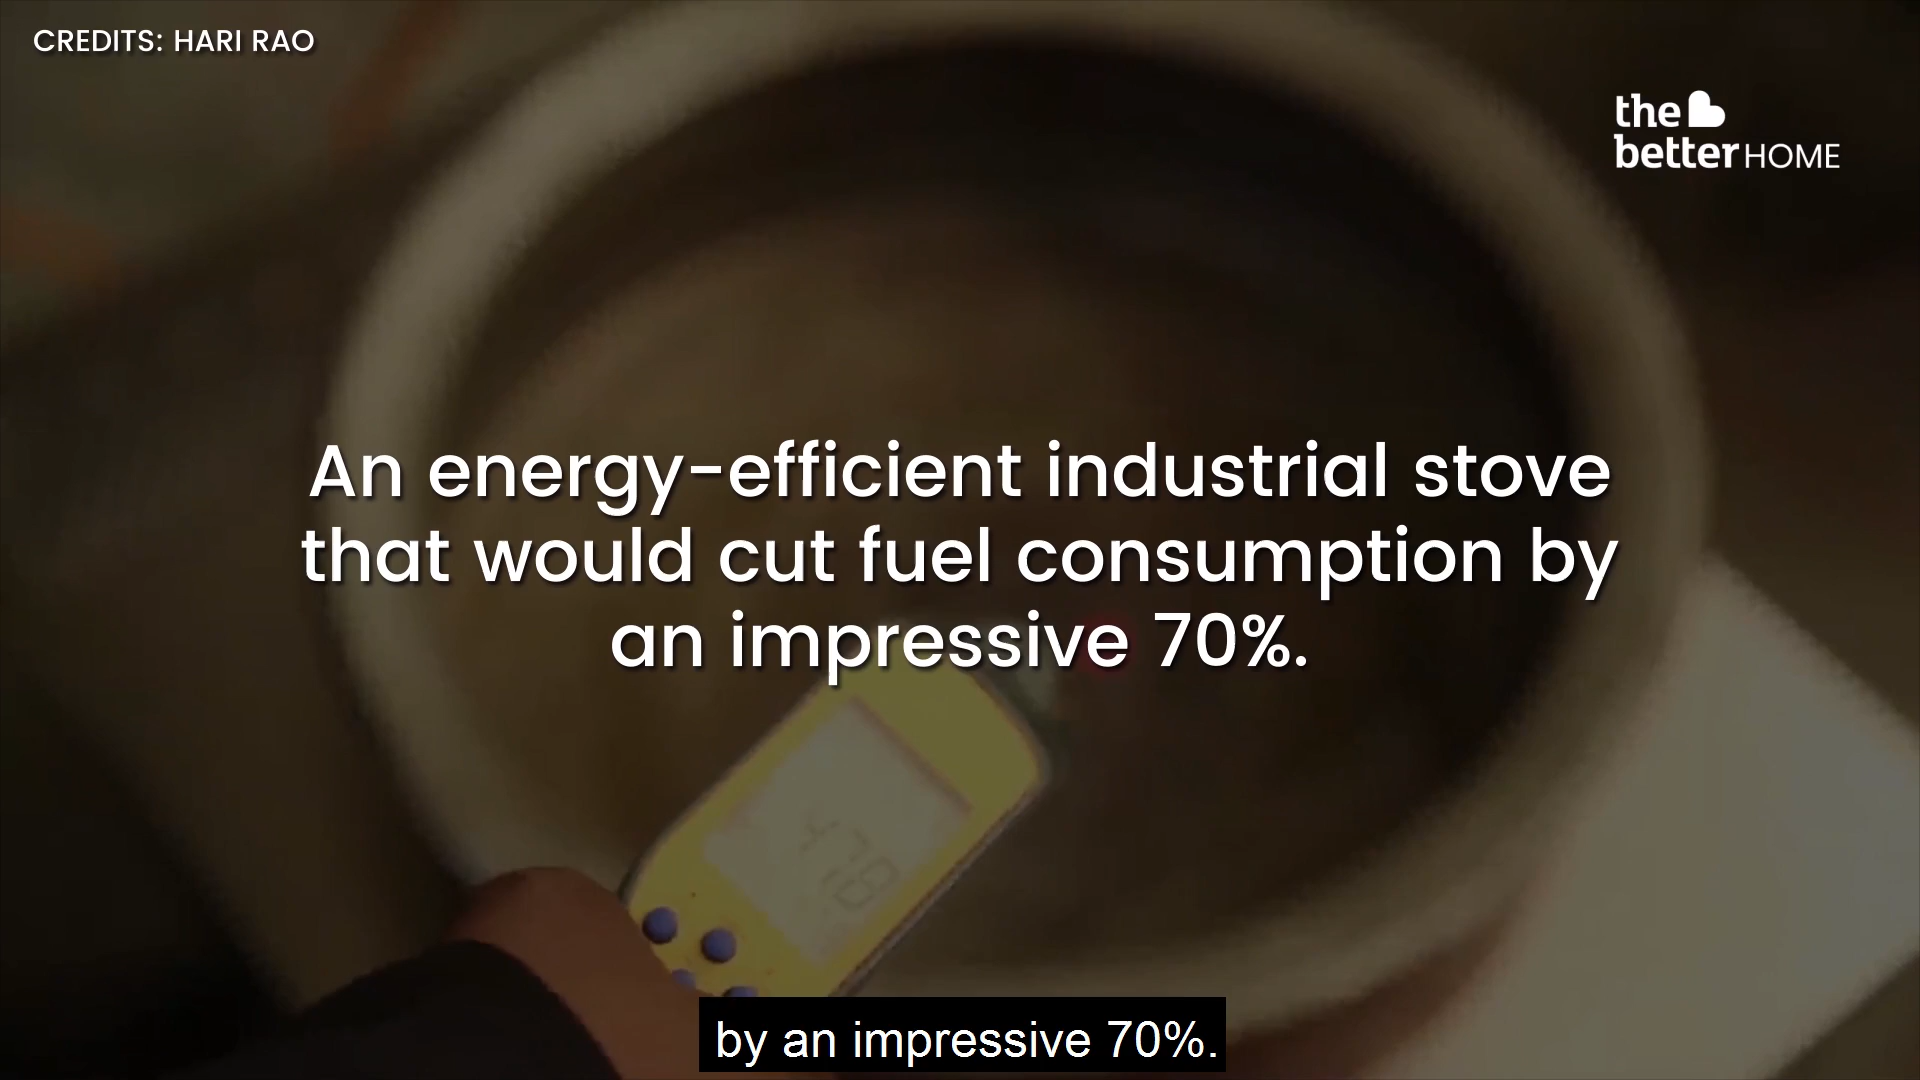 CREDITS: HARI RAO
the
better HOME
An energy-efficient industrial stove
that would cut fuel consumption by
an impressive 70%.
by an impressive 70%.